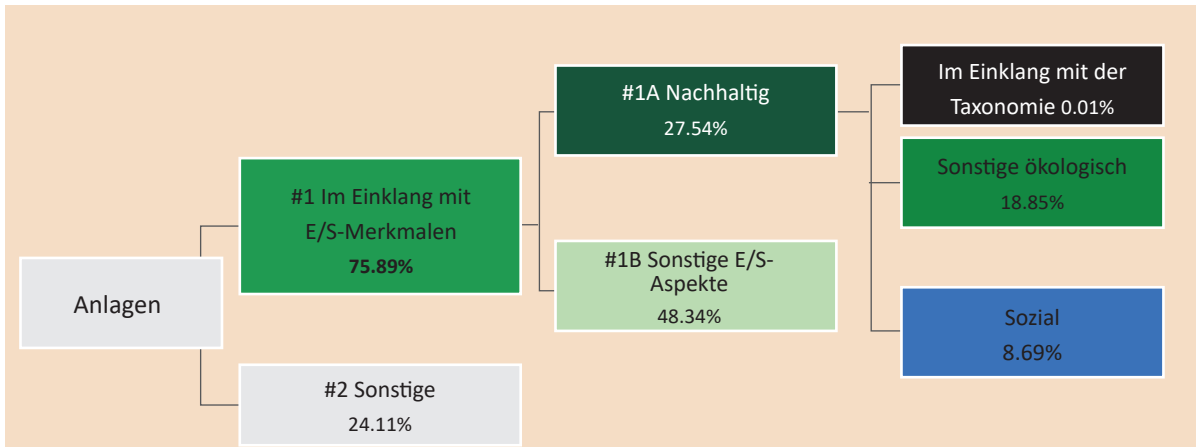 Anlagen
#1 Im Einklang mit
E/S-Merkmalen
75.89%
#2 Sonstige
24.11%
#1A Nachhaltig
27.54%
#1B Sonstige E/S-
Aspekte
48.34%
Im Einklang mit der
Taxonomie 0.01%
Sonstige ökologisch
18.85%
Sozial
8.69%